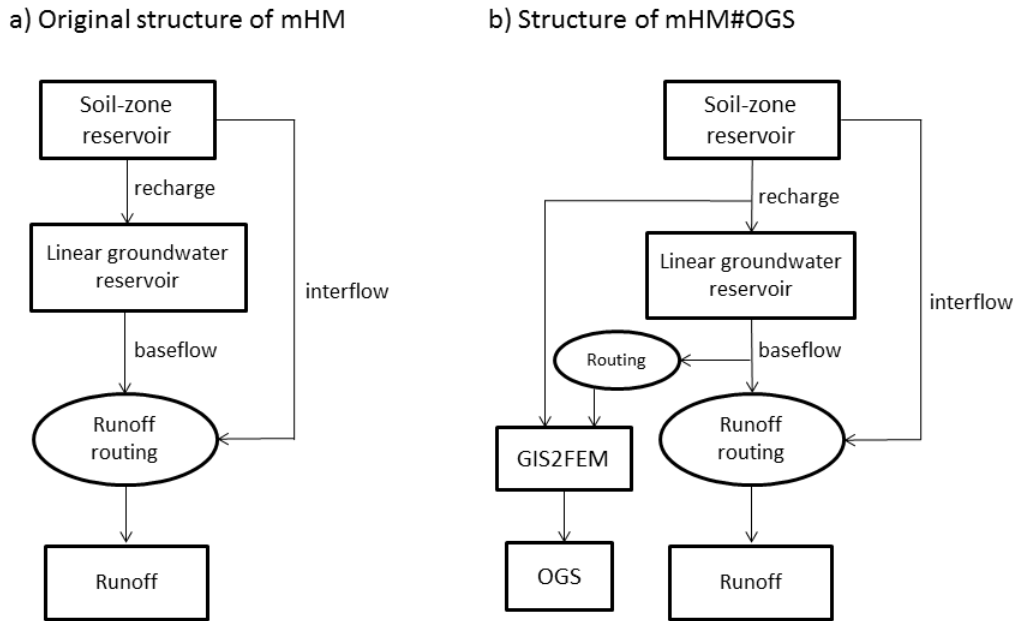 a) Original structure of mHM
Soil-zone
reservoir
recharge
Linear groundwater
reservoir
interflow
baseflow
Runoff
routing
Runoff
b) Structure of mHM#OGS
Soil-zone
reservoir
recharge
Linear groundwater
reservoir
interflow
baseflow
Routing
Runoff
routing
GIS2FEM
OGS
Runoff